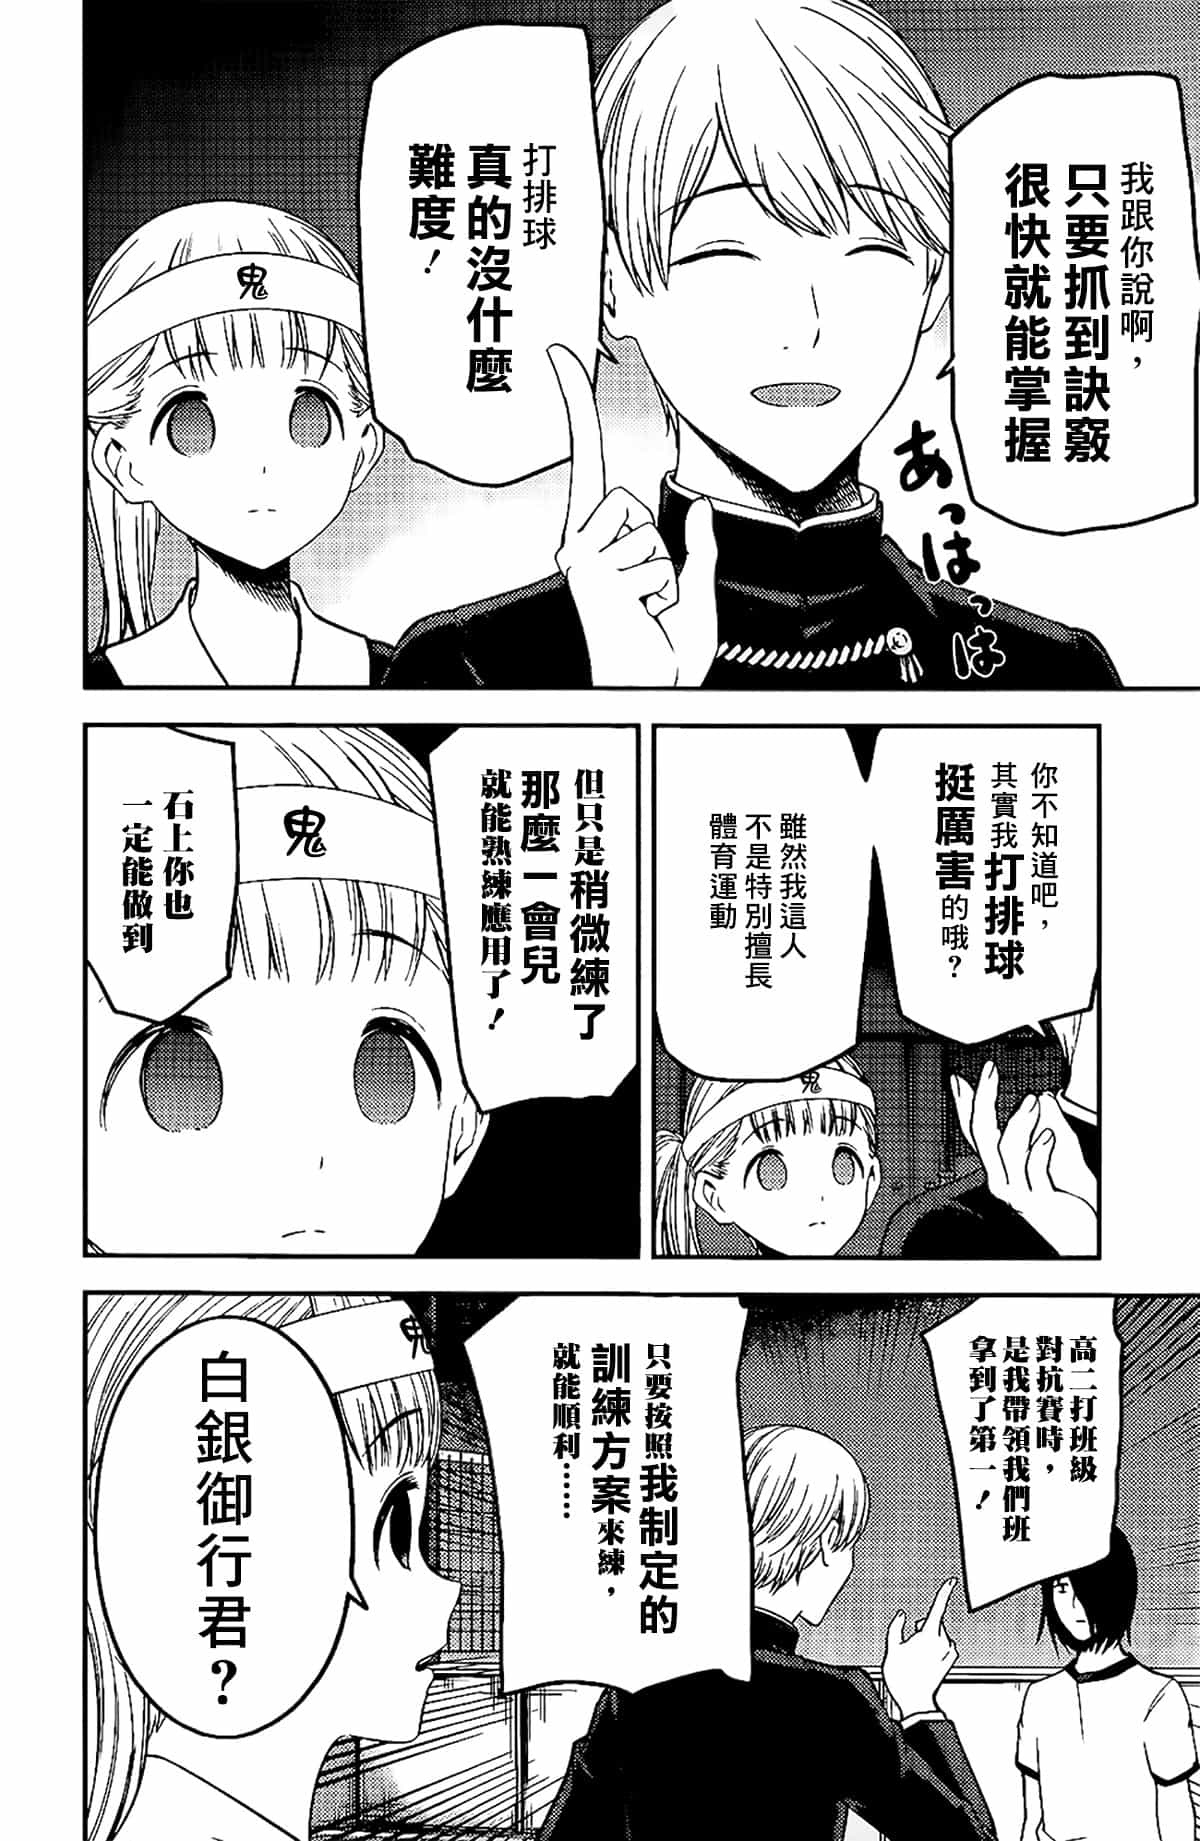 我跟你說啊，
只要抓到訣竅
很快就能掌握
打排球
真的沒什麼
難度！
鬼
あっはっは
你不知道吧，
其實我打排球
挺厲害的哦？
雖然我這人
不是特別擅長
體育運動
鬼
但只是稍微練了
那麼一會兒
就能熟練應用了！
石上你也
一定能做到
鬼
高二打班級
對抗賽時，
是我帶領我們班
拿到了第一！
只要按照我制定的
訓練方案來練，
就能順利……
白銀御行君？
鬼